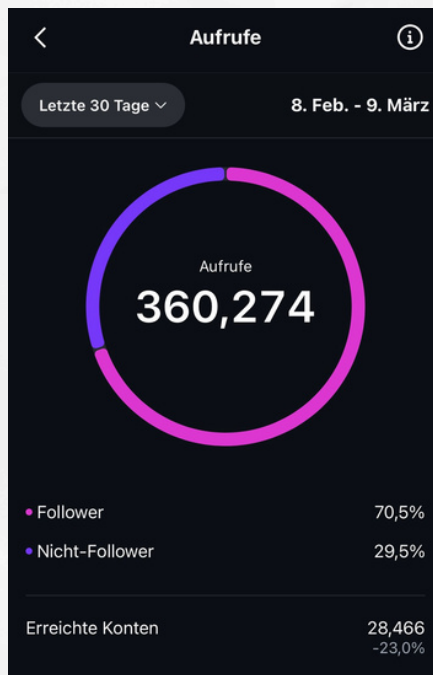 Aufrufe
Letzte 30 Tage
8. Feb. - 9. März
Aufrufe
360,274
Follower 70,5%
Nicht-Follower 29,5%
Erreichte Konten 28,466
-23,0%